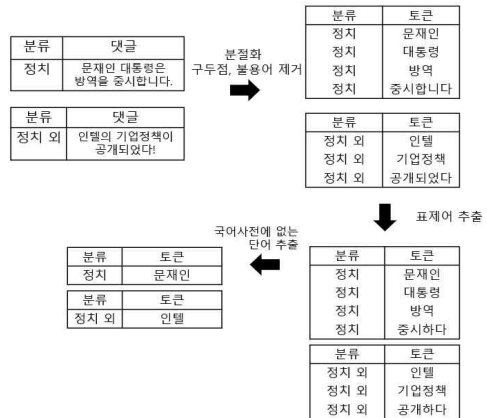 분류 댓글
정치 문재인 대통령은
방역을 중시합니다.
분류 댓글
정치 외 인텔의 기업정책이
공개되었다!
분절화
구두점, 불용어 제거
분류 토큰
정치 문재인
정치 대통령
정치 방역
정치 중시합니다
분류 토큰
정치 외 인텔
정치 외 기업정책
정치 외 공개되었다
표제어 추출
분류 토큰
정치 문재인
정치 대통령
정치 방역
정치 중시하다
분류 토큰
정치 외 인텔
정치 외 기업정책
정치 외 공개하다
국어사전에 없는
단어 추출
분류 토큰
정치 문재인
분류 토큰
정치 외 인텔